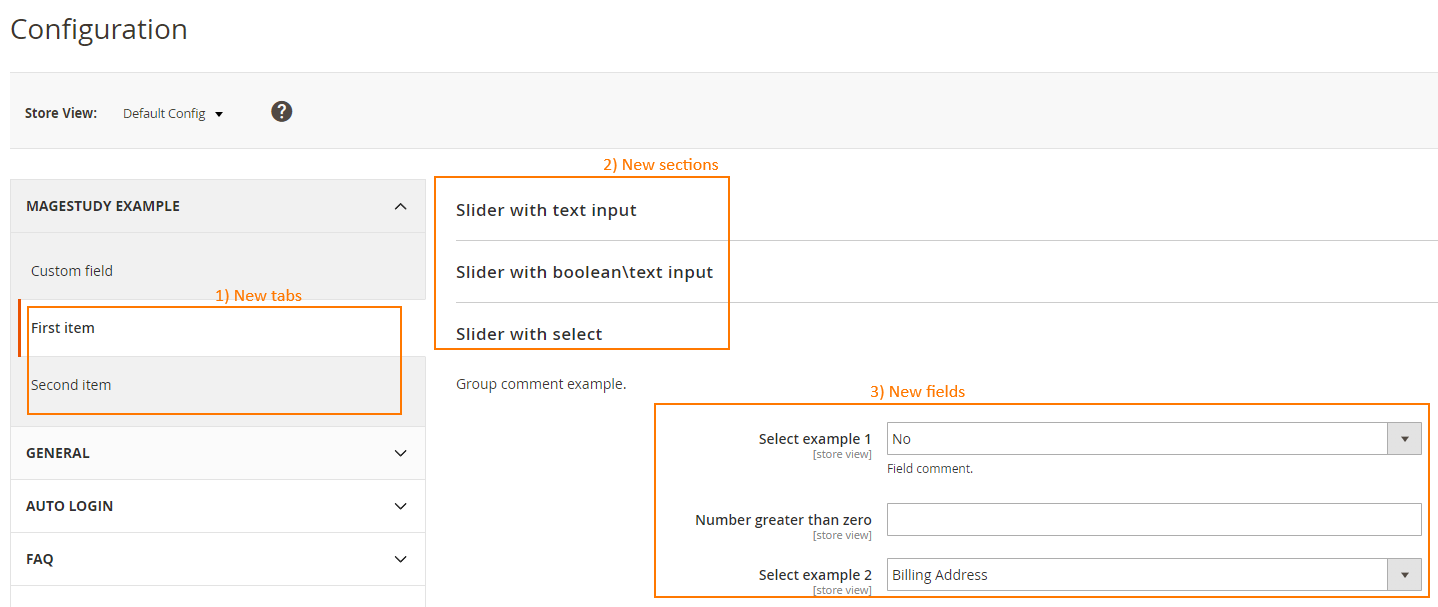 Configuration
Store View: Default Config ?
2) New sections
MAGESTUDY EXAMPLE
Custom field
1) New tabs
First item
Second item
GENERAL
AUTO LOGIN
FAQ
Slider with text input
Slider with boolean\text input
Slider with select
Group comment example.
3) New fields
Select example 1 No
[store view]
Field comment.
Number greater than zero
[store view]
Select example 2 Billing Address
[store view]